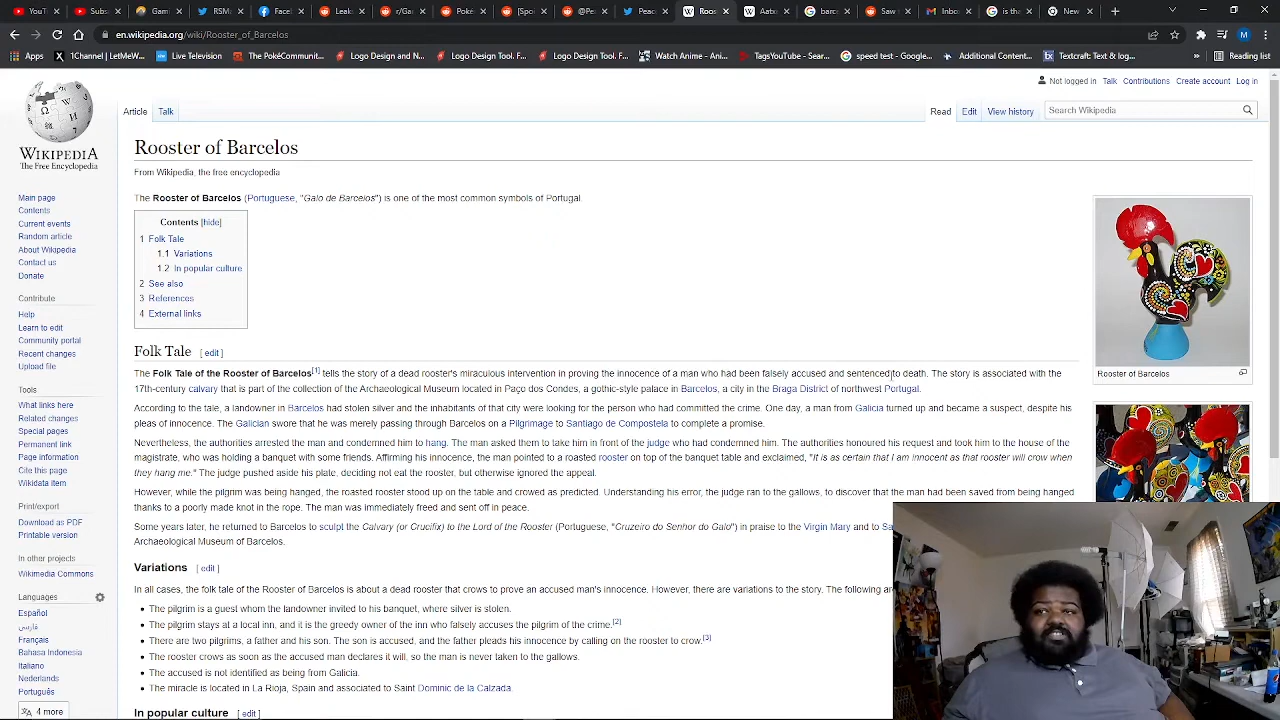 YouT
Suppo
Gam
RSM
Face
Leak
r/Ga
Poké
[Spo
@Pe
Peac
Roos
Aato
barce
Saw
Inbo
is tha
New
en.wikipedia.org/wiki/Rooster_of_Barcelos
Apps 1Channel | LetMeW... Live Television The PokéCommuni... Logo Design and N... Logo Design Tool. F... Logo Design Tool. F... Watch Anime - Ani... TagsYouTube - Sear... speed test - Google... Additional Content... Textcraft: Text & log... » Reading list
Not logged in Talk Contributions Create account Log in
Article Talk Read Edit View history Search Wikipedia
WIKIPEDIA
The Free Encyclopedia
Main page
Contents
Current events
Random article
About Wikipedia
Contact us
Donate
Contribute
Help
Learn to edit
Community portal
Recent changes
Upload file
Tools
What links here
Related changes
Special pages
Permanent link
Page information
Cite this page
Wikidata item
Print/export
Download as PDF
Printable version
In other projects
Wikimedia Commons
Languages
Español
فارسی
Français
Bahasa Indonesia
Italiano
Nederlands
Português
4 more
Rooster of Barcelos
From Wikipedia, the free encyclopedia
The Rooster of Barcelos (Portuguese, "Galo de Barcelos") is one of the most common symbols of Portugal
Contents [hide]
1 Folk Tale
1.1 Variations
1.2 In popular culture
2 See also
3 References
4 External links
Rooster of Barcelos
Folk Tale [ edit ]
The Folk Tale of the Rooster of Barcelos[1] tells the story of a dead rooster's miraculous intervention in proving the innocence of a man who had been falsely accused and sentenced to death. The story is associated with the
17th-century calvary that is part of the collection of the Archaeological Museum located in Paço dos Condes, a gothic-style palace in Barcelos, a city in the Braga District of northwest Portugal.
According to the tale, a landowner in Barcelos had stolen silver and the inhabitants of that city were looking for the person who had committed the crime. One day, a man from Galicia turned up and became a suspect, despite his
pleas of innocence. The Galician swore that he was merely passing through Barcelos on a Pilgrimage to Santiago de Compostela to complete a promise.
Nevertheless, the authorities arrested the man and condemned him to hang. The man asked them to take him in front of the judge who had condemned him. The authorities honoured his request and took him to the house of the
magistrate, who was holding a banquet with some friends. Affirming his innocence, the man pointed to a roasted rooster on top of the banquet table and exclaimed, "It is as certain that I am innocent as that rooster will crow when
they hang me." The judge pushed aside his plate, deciding not eat the rooster, but otherwise ignored the appeal.
However, while the pilgrim was being hanged, the roasted rooster stood up on the table and crowed as predicted. Understanding his error, the judge ran to the gallows, to discover that the man had been saved from being hanged
thanks to a poorly made knot in the rope. The man was immediately freed and sent off in peace.
Some years later, he returned to Barcelos to sculpt the Calvary (or Crucifix) to the Lord of the Rooster (Portuguese, "Cruzeiro do Senhor do Galo") in praise to the Virgin Mary and to Sa
Archaeological Museum of Barcelos.
Variations [ edit ]
In all cases, the folk tale of the Rooster of Barcelos is about a dead rooster that crows to prove an accused man's innocence. However, there are variations to the story. The following are
The pilgrim is a guest whom the landowner invited to his banquet, where silver is stolen.
The pilgrim stays at a local inn, and it is the greedy owner of the inn who falsely accuses the pilgrim of the crime.[2]
There are two pilgrims, a father and his son. The son is accused, and the father pleads his innocence by calling on the rooster to crow.[3]
The rooster crows as soon as the accused man declares it will, so the man is never taken to the gallows.
The accused is not identified as being from Galicia.
The miracle is located in La Rioja, Spain and associated to Saint Dominic de la Calzada.
In popular culture [ edit ]